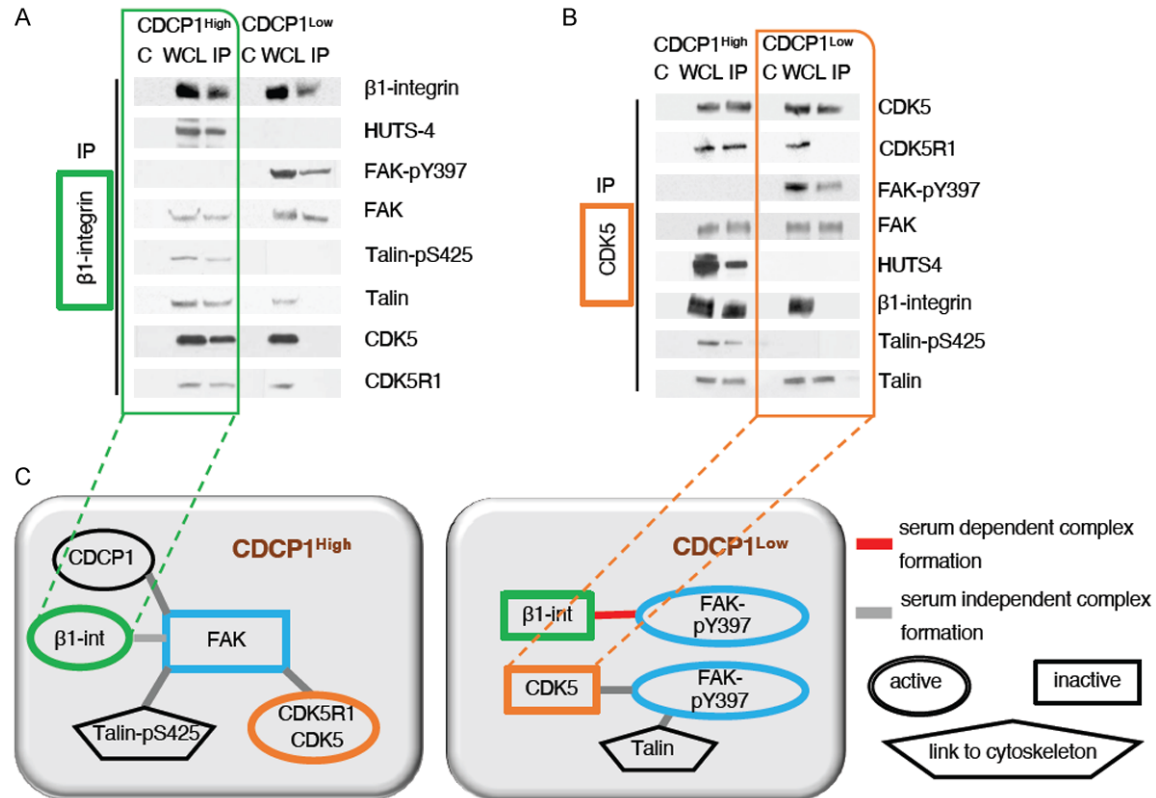 A
CDCP1High CDCP1Low
C WCL IP C WCL IP
IP
β1-integrin
β1-integrin
HUTS-4
FAK-pY397
FAK
Talin-pS425
Talin
CDK5
CDK5R1
B
CDCP1High CDCP1Low
C WCL IP C WCL IP
IP
CDK5
CDK5
CDK5R1
FAK-pY397
FAK
HUTS4
β1-integrin
Talin-pS425
Talin
C
CDCP1High
CDCP1
β1-int
FAK
Talin-pS425
CDK5R1
CDK5
CDCP1Low
β1-int
FAK-
pY397
CDK5
FAK-
pY397
Talin
serum dependent complex
formation
serum independent complex
formation
active
inactive
link to cytoskeleton